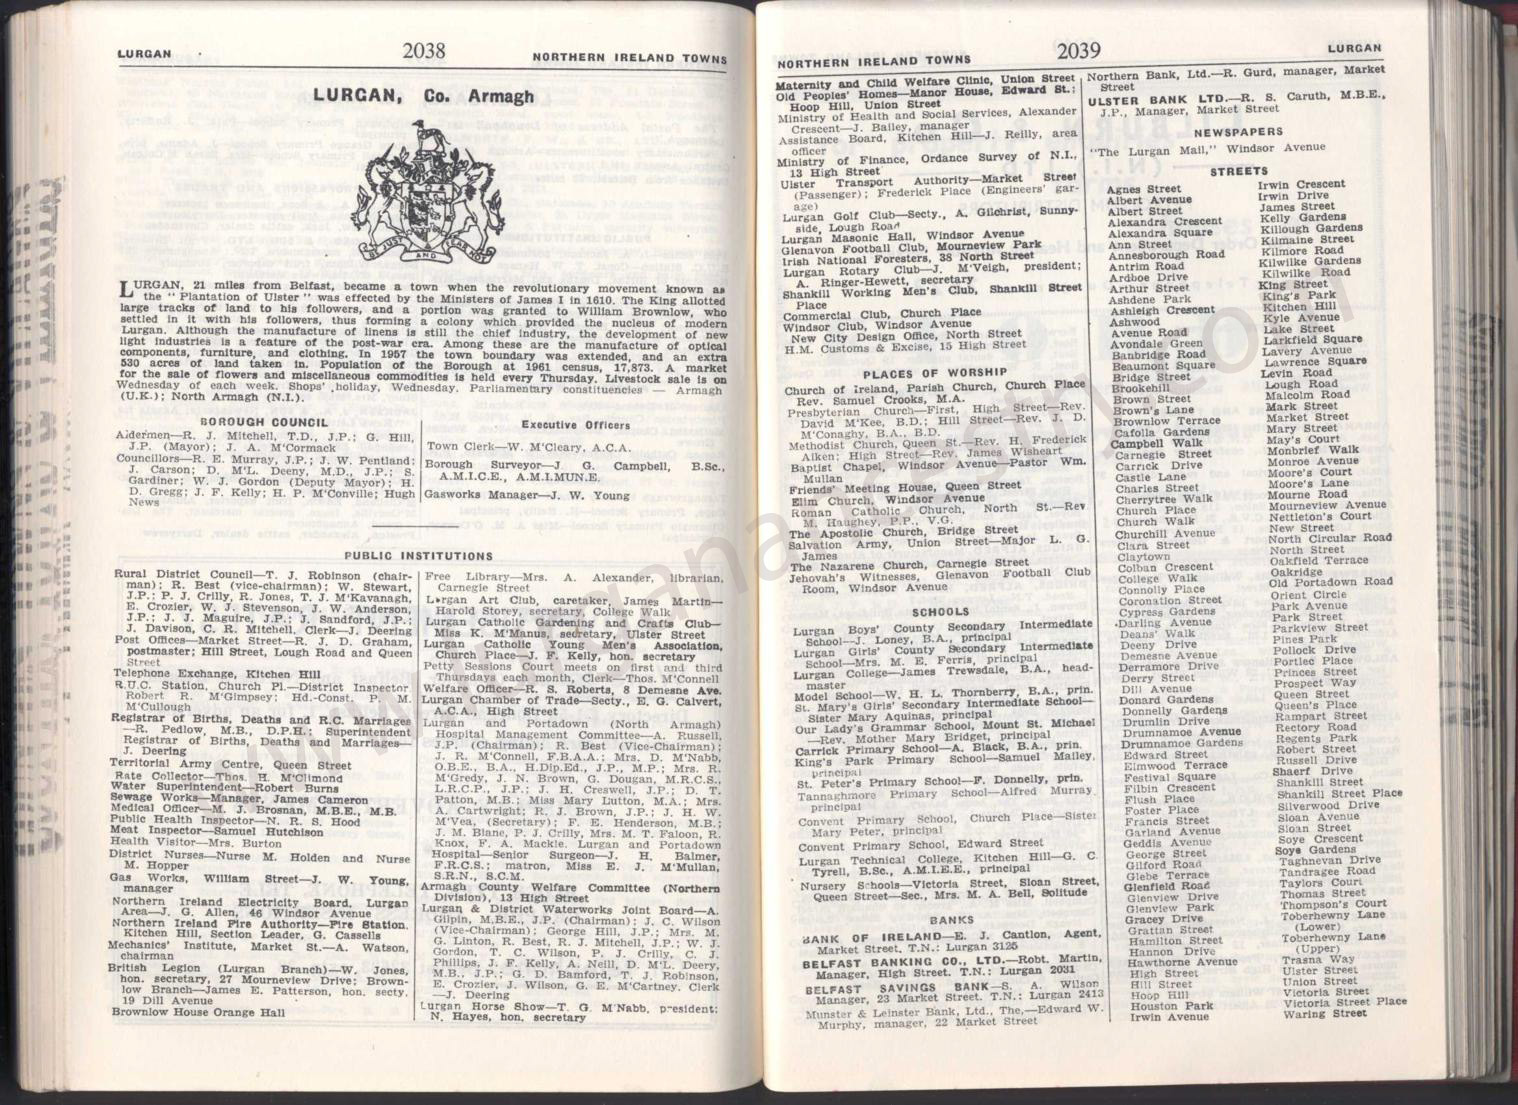 LURGAN
2038
NORTHERN IRELAND TOWNS
LURGAN, Co. Armagh
BE JUST AND FEAR NOT
LURGAN, 21 miles from Belfast, became a town when the revolutionary movement known as
the "Plantation of Ulster" was effected by the Ministers of James I in 1610. The King allotted
large tracks of land to his followers, and a portion was granted to William Brownlow, who
settled in it with his followers, thus forming a colony which provided the nucleus of modern
Lurgan. Although the manufacture of linens is still the chief industry, the development of new
light industries is a feature of the post-war era. Among these are the manufacture of optical
components, furniture, and clothing. In 1957 the town boundary was extended, and an extra
530 acres of land taken in. Population of the Borough at 1961 census, 17,873. A market
for the sale of flowers and miscellaneous commodities is held every Thursday. Livestock sale is on
Wednesday of each week. Shops' holiday, Wednesday. Parliamentary constituencies — Armagh
(U.K.); North Armagh (N.I.).
BOROUGH COUNCIL
Aldermen—R. J. Mitchell, T.D., J.P.; G. Hill,
J.P. (Mayor); J. A. McCormack
Councillors—R. E. Murray, J.P.; J. W. Pentland;
J. Carson; D. M'L. Deeny, M.D., J.P.; S.
Gardiner; W. J. Gordon (Deputy Mayor); H.
D. Gregg; J. F. Kelly; H. P. M'Conville; Hugh
News
Executive Officers
Town Clerk—W. M'Cleary, A.C.A.
Borough Surveyor—J. G. Campbell, B.Sc.,
A.M.I.C.E., A.M.I.MUN.E.
Gasworks Manager—J. W. Young
PUBLIC INSTITUTIONS
Rural District Council—T. J. Robinson (chair-
man); R. Best (vice-chairman); W. Stewart,
J.P.; P. J. Crilly, R. Jones, T. J. M'Kavanagh,
E. Crozier, W. J. Stevenson, J. W. Anderson,
J.P.; J. J. Maguire, J.P.; J. Sandford, J.P.;
J. Davison, C. R. Mitchell, Clerk—J. Deering
Post Offices—Market Street—R. J. D. Graham,
postmaster; Hill Street, Lough Road and Queen
Street
Telephone Exchange, Kitchen Hill
R.U.C. Station, Church Pl.—District Inspector
Robert R. M'Gimpsey; Hd.-Const. P. M.
M'Cullough
Registrar of Births, Deaths and R.C. Marriages
—R. Pedlow, M.B., D.P.H.; Superintendent
Registrar of Births, Deaths and Marriages—
J. Deering
Territorial Army Centre, Queen Street
Rate Collector—Thos. H. M'Climond
Water Superintendent—Robert Burns
Sewage Works—Manager, James Cameron
Medical Officer—M. J. Brosnan, M.B.E., M.B.
Public Health Inspector—N. R. S. Hood
Meat Inspector—Samuel Hutchison
Health Visitor—Mrs. Burton
District Nurses—Nurse M. Holden and Nurse
M. Hopper
Gas Works, William Street—J. W. Young,
manager
Northern Ireland Electricity Board, Lurgan
Area—J. G. Allen, 46 Windsor Avenue
Northern Ireland Fire Authority—Fire Station,
Kitchen Hill, Section Leader, G. Cassells
Mechanics' Institute, Market St.—A. Watson,
chairman
British Legion (Lurgan Branch)—W. Jones,
hon. secretary, 27 Mourneview Drive; Brown-
low Branch—James E. Patterson, hon. secty.
19 Dill Avenue
Brownlow House Orange Hall
Free Library—Mrs. A. Alexander, librarian,
Carnegie Street
Lurgan Art Club, caretaker, James Martin—
Harold Storey, secretary, College Walk
Lurgan Catholic Gardening and Crafts Club—
Miss K. M'Manus, secretary, Ulster Street
Lurgan Catholic Young Men's Association,
Church Place—J. F. Kelly, hon. secretary
Petty Sessions Court meets on first and third
Thursdays each month, Clerk—Thos. M'Connell
Welfare Officer—R. S. Roberts, 8 Demesne Ave.
Lurgan Chamber of Trade—Secty., E. G. Calvert,
A.C.A., High Street
Lurgan and Portadown (North Armagh)
Hospital Management Committee—A. Russell,
J.P. (Chairman); R. Best (Vice-Chairman);
J. R. M'Connell, F.B.A.A.; Mrs. D. M'Nabb,
O.B.E., B.A., H.Dip.Ed., J.P., M.P.; Mrs. R.
M'Gredy, J. N. Brown, G. Dougan, M.R.C.S.,
L.R.C.P., J.P.; H. Creswell, J.P.; D. T.
Patton, M.B.; Miss Mary Lutton, M.A.; Mrs.
A. Cartwright; R. J. Brown, J.P.; J. H. W.
M'Vea, (Secretary); F. E. Henderson, M.B.;
J. M. Blane, P. J. Crilly, Mrs. M. T. Faloon, R.
Knox, F. A. Mackle. Lurgan and Portadown
Hospital—Senior Surgeon—J. H. Balmer,
F.R.C.S.; matron, Miss E. J. M'Mullan,
S.R.N., S.C.M.
Armagh County Welfare Committee (Northern
Division), 13 High Street
Lurgan & District Waterworks Joint Board—A.
Gilpin, M.B.E., J.P. (Chairman); J. C. Wilson
(Vice-Chairman); George Hill, J.P.; Mrs. M.
G. Linton, R. Best, R. J. Mitchell, J.P.; W. J.
Gordon, T. C. Wilson, P. J. Crilly, C. J.
Phillips, J. F. Kelly, A. Neill, D. M'L. Deery,
M.B., J.P.; G. D. Bamford, T. J. Robinson,
E. Crozier, J. Wilson, G. E. M'Cartney. Clerk
—J. Deering
Lurgan Horse Show—T. G. M'Nabb, president;
N. Hayes, hon. secretary
NORTHERN IRELAND TOWNS
2039
LURGAN
Maternity and Child Welfare Clinic, Union Street
Old Peoples' Homes—Manor House, Edward St.;
Hoop Hill, Union Street
Ministry of Health and Social Services, Alexander
Crescent—J. Bailey, manager
Assistance Board, Kitchen Hill—J. Reilly, area
officer
Ministry of Finance, Ordance Survey of N.I.,
13 High Street
Ulster Transport Authority—Market Street
(Passenger); Frederick Place (Engineers' gar-
age)
Lurgan Golf Club—Secty., A. Gilchrist, Sunny-
side, Lough Road
Lurgan Masonic Hall, Windsor Avenue
Glenavon Football Club, Mourneview Park
Irish National Foresters, 38 North Street
Lurgan Rotary Club—J. M'Veigh, president;
A. Ringer-Hewett, secretary
Shankill Working Men's Club, Shankill Street
Place
Commercial Club, Church Place
Windsor Club, Windsor Avenue
New City Design Office, North Street
H.M. Customs & Excise, 15 High Street
PLACES OF WORSHIP
Church of Ireland, Parish Church, Church Place
Rev. Samuel Crooks, M.A.
Presbyterian Church—First, High Street—Rev.
David M'Kee, B.D.; Hill Street—Rev. J. D.
M'Conaghy, B.A., B.D.
Methodist Church, Queen St.—Rev. H. Frederick
Aiken; High Street—Rev. James Wisheart
Baptist Chapel, Windsor Avenue—Pastor Wm.
Mullan
Friends' Meeting House, Queen Street
Elim Church, Windsor Avenue
Roman Catholic Church, North St.—Rev
M. Haughey, P.P., V.G.
The Apostolic Church, Bridge Street
Salvation Army, Union Street—Major L. G.
James
The Nazarene Church, Carnegie Street
Jehovah's Witnesses, Glenavon Football Club
Room, Windsor Avenue
SCHOOLS
Lurgan Boys' County Secondary Intermediate
School—J. Loney, B.A., principal
Lurgan Girls' County Secondary Intermediate
School—Mrs. M. E. Ferris, principal
Lurgan College—James Trewsdale, B.A., head-
master
Model School—W. H. L. Thornberry, B.A., prin.
St. Mary's Girls' Secondary Intermediate School—
Sister Mary Aquinas, principal
Our Lady's Grammar School, Mount St. Michael
—Rev. Mother Mary Bridget, principal
Carrick Primary School—A. Black, B.A., prin.
King's Park Primary School—Samuel Mailey,
principal
St. Peter's Primary School—F. Donnelly, prin.
Tannaghmore Primary School—Alfred Murray,
principal
Convent Primary School, Church Place—Sister
Mary Peter, principal
Convent Primary School, Edward Street
Lurgan Technical College, Kitchen Hill—G. C.
Tyrell, B.Sc., A.M.I.E.E., principal
Nursery Schools—Victoria Street, Sloan Street,
Queen Street—Sec., Mrs. M. A. Bell, Solitude
BANKS
BANK OF IRELAND—E. J. Cantlon, Agent,
Market Street. T.N.: Lurgan 3125
BELFAST BANKING CO., LTD.—Robt. Martin,
Manager, High Street. T.N.: Lurgan 2031
BELFAST SAVINGS BANK—S. A. Wilson
Manager, 23 Market Street. T.N.: Lurgan 2413
Munster & Leinster Bank, Ltd., The,—Edward W.
Murphy, manager, 22 Market Street
Northern Bank, Ltd.—R. Gurd, manager, Market
Street
ULSTER BANK LTD.—R. S. Caruth, M.B.E.,
J.P., Manager, Market Street
NEWSPAPERS
"The Lurgan Mail," Windsor Avenue
STREETS
Agnes Street
Albert Avenue
Albert Street
Alexandra Crescent
Alexandra Square
Ann Street
Annesborough Road
Antrim Road
Ardboe Drive
Arthur Street
Ashdene Park
Ashleigh Crescent
Ashwood
Avenue Road
Avondale Green
Banbridge Road
Beaumont Square
Bridge Street
Brookehill
Brown Street
Brown's Lane
Brownlow Terrace
Cafolla Gardens
Campbell Walk
Carnegie Street
Carrick Drive
Castle Lane
Charles Street
Cherrytree Walk
Church Place
Church Walk
Churchill Avenue
Clara Street
Claytown
Colban Crescent
College Walk
Connolly Place
Coronation Street
Cypress Gardens
Darling Avenue
Deans' Walk
Deeny Drive
Demesne Avenue
Derramore Drive
Derry Street
Dill Avenue
Donard Gardens
Donnelly Gardens
Drumlin Drive
Drumnamoe Avenue
Drumnamoe Gardens
Edward Street
Elmwood Terrace
Festival Square
Filbin Crescent
Flush Place
Foster Place
Francis Street
Garland Avenue
Geddis Avenue
George Street
Gilford Road
Glebe Terrace
Glenfield Road
Glenview Drive
Glenview Park
Gracey Drive
Grattan Street
Hamilton Street
Hannon Drive
Hawthorne Avenue
High Street
Hill Street
Hoop Hill
Houston Park
Irwin Avenue
Irwin Crescent
Irwin Drive
James Street
Kelly Gardens
Killough Gardens
Kilmaine Street
Kilmore Road
Kilwilke Gardens
Kilwilke Road
King Street
King's Park
Kitchen Hill
Kyle Avenue
Lake Street
Larkfield Square
Lavery Avenue
Lawrence Square
Levin Road
Lough Road
Malcolm Road
Mark Street
Market Street
Mary Street
May's Court
Monbrief Walk
Monroe Avenue
Moore's Court
Moore's Lane
Mourne Road
Mourneview Avenue
Nettleton's Court
New Street
North Circular Road
North Street
Oakfield Terrace
Oakridge
Old Portadown Road
Orient Circle
Park Avenue
Park Street
Parkview Street
Pines Park
Pollock Drive
Portlec Place
Princes Street
Prospect Way
Queen Street
Queen's Place
Rampart Street
Rectory Road
Regents Park
Robert Street
Russell Drive
Shaerf Drive
Shankill Street
Shankill Street Place
Silverwood Drive
Sloan Avenue
Sloan Street
Soye Crescent
Soye Gardens
Taghnevan Drive
Tandragee Road
Taylors Court
Thomas Street
Thompson's Court
Toberhewny Lane
(Lower)
Toberhewny Lane
(Upper)
Trasna Way
Ulster Street
Union Street
Victoria Street
Victoria Street Place
Waring Street